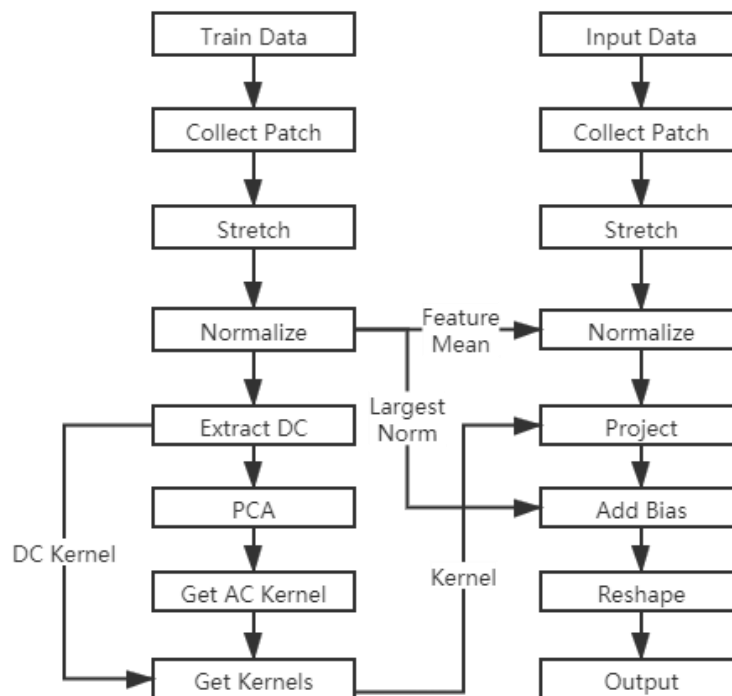 Train Data
Input Data
Collect Patch
Collect Patch
Stretch
Stretch
Normalize
Feature
Mean
Normalize
Largest
Norm
Extract DC
Project
PCA
Add Bias
DC Kernel
Kernel
Get AC Kernel
Reshape
Get Kernels
Output